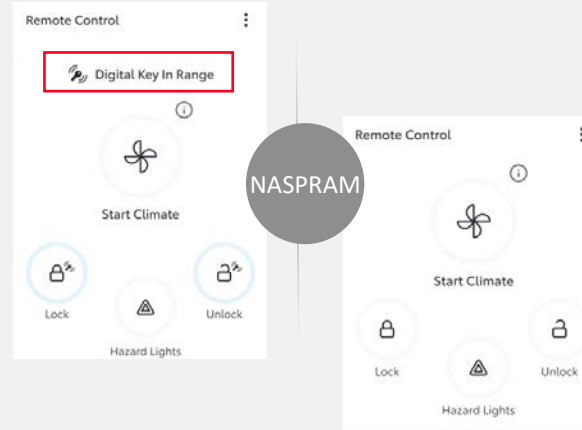 Remote Control
Digital Key In Range
Start Climate
Lock
Unlock
Hazard Lights
NASPRAM
Remote Control
Start Climate
Lock
Unlock
Hazard Lights